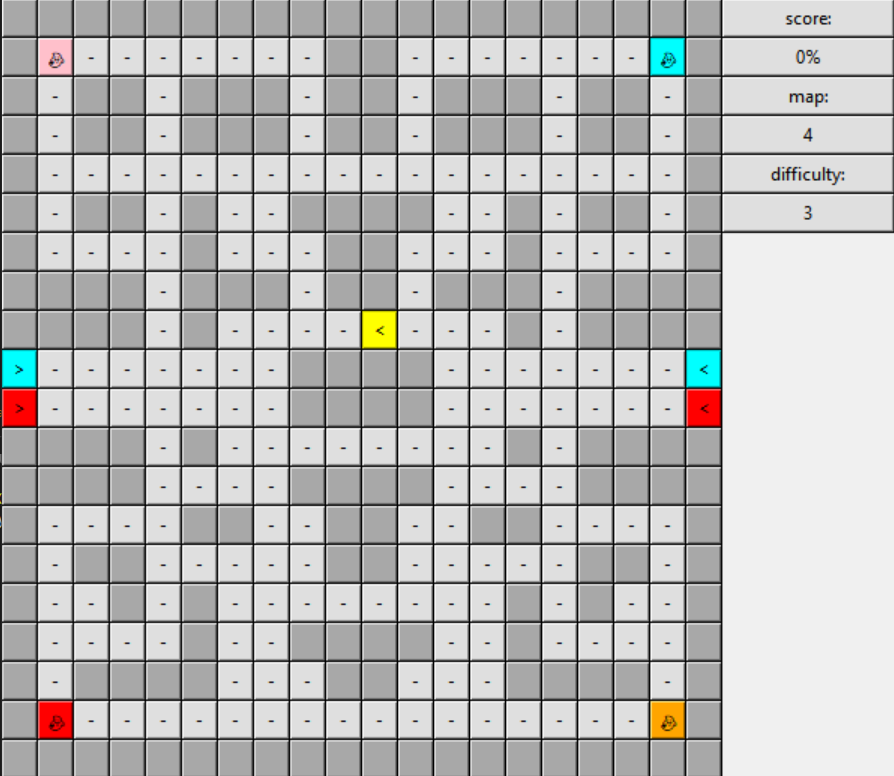 score:
ඞ - - - - - - - - - - - - - - ඞ 0%
- - - - - - map:
- - - - - - 4
- - - - - - - - - - - - - - - - - - difficulty:
- - - - - - - - 3
- - - - - - - - - - - - - -
- - - -
- - - - - < - - - -
> - - - - - - - - - - - - - - <
> - - - - - - - - - - - - - - <
- - - - - - - - - -
- - - - - - - -
- - - - - - - - - - - -
- - - - - - - - - - - -
- - - - - - - - - - - - - -
- - - - - - - - - - - -
- - - - - - - -
ඞ - - - - - - - - - - - - - - - - ඞ